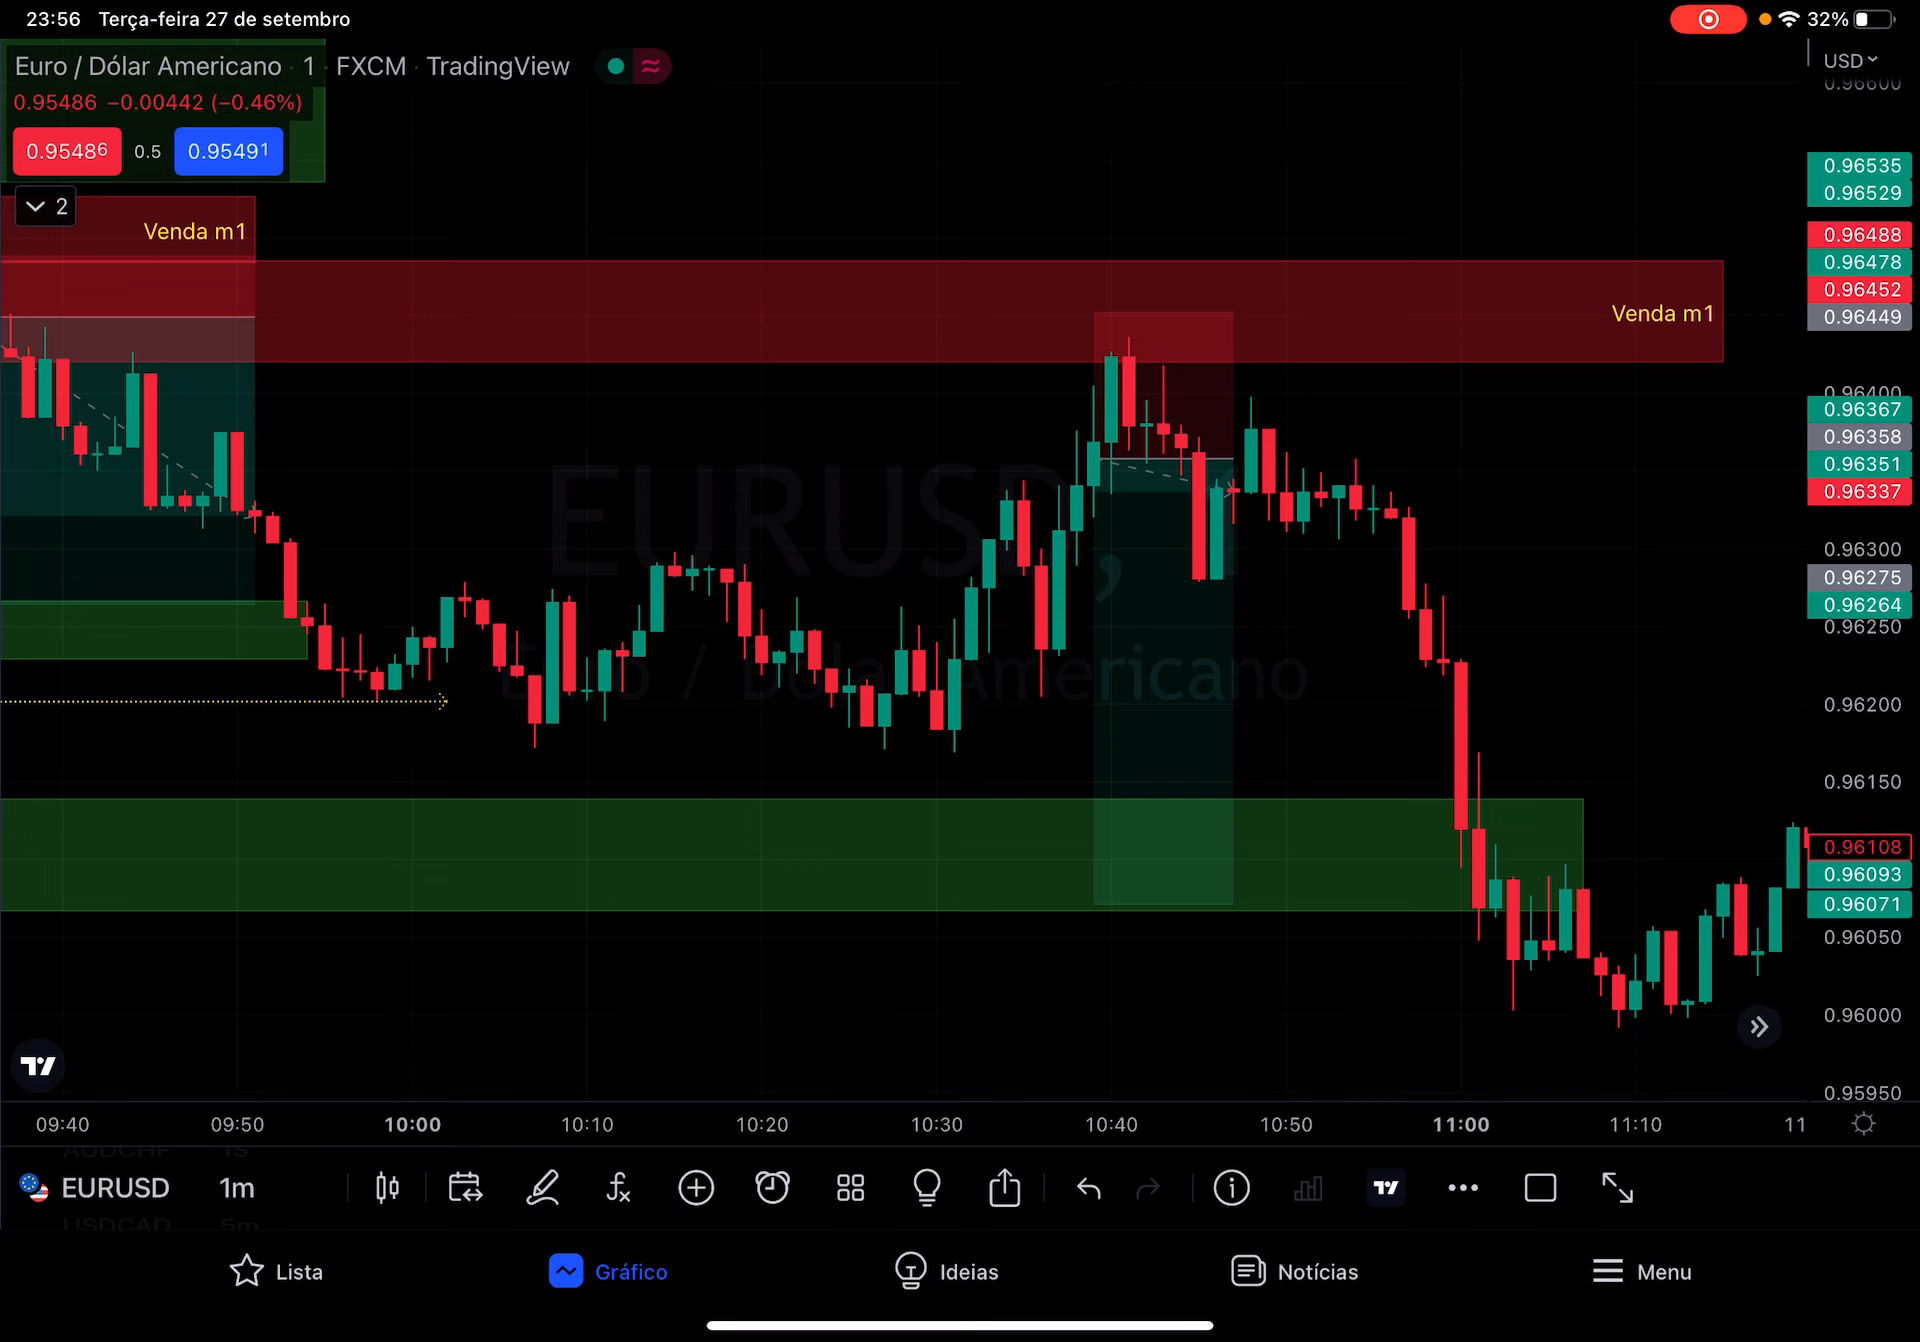 23:56 Terça-feira 27 de setembro
32%
Euro / Dólar Americano · 1 · FXCM · TradingView
USD
0.95486 −0.00442 (−0.46%)
0.95486 0.5 0.95491
2
Venda m1
Venda m1
EURUSD, 1
Euro / Dólar Americano
0.96600
0.96535
0.96529
0.96488
0.96478
0.96452
0.96449
0.96400
0.96367
0.96358
0.96351
0.96337
0.96300
0.96275
0.96264
0.96250
0.96200
0.96150
0.96108
0.96093
0.96071
0.96050
0.96000
0.95950
09:40 09:50 10:00 10:10 10:20 10:30 10:40 10:50 11:00 11:10 11
AUDCHF 1S
EURUSD 1m
USDCAD 5m
Lista Gráfico Ideias Notícias Menu